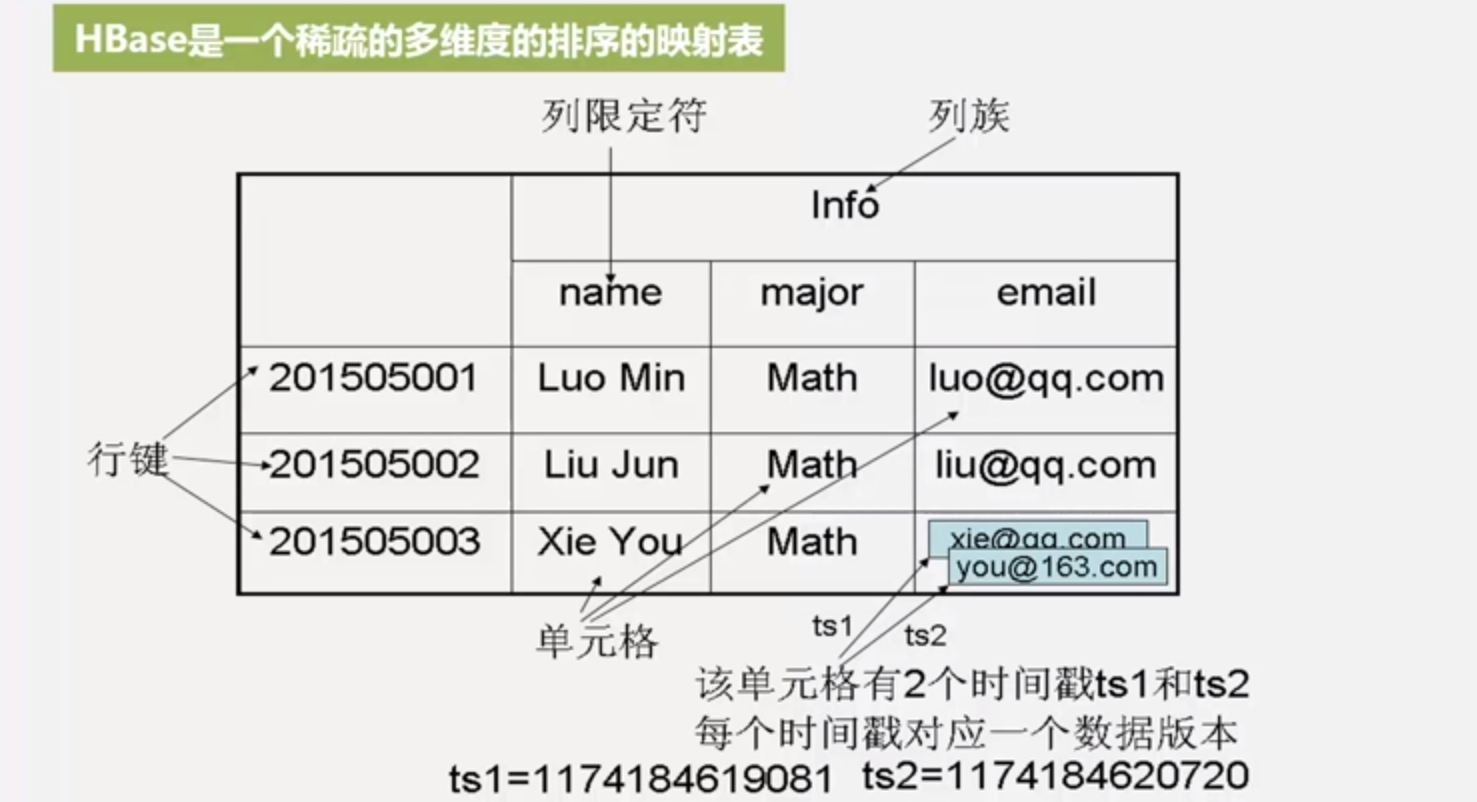 HBase是一个稀疏的多维度的排序的映射表
列限定符 列族
Info
name major email
201505001 Luo Min Math luo@qq.com
行键
201505002 Liu Jun Math liu@qq.com
201505003 Xie You Math xie@qq.com
you@163.com
单元格 ts1 ts2
该单元格有2个时间戳ts1和ts2
每个时间戳对应一个数据版本
ts1=1174184619081 ts2=1174184620720